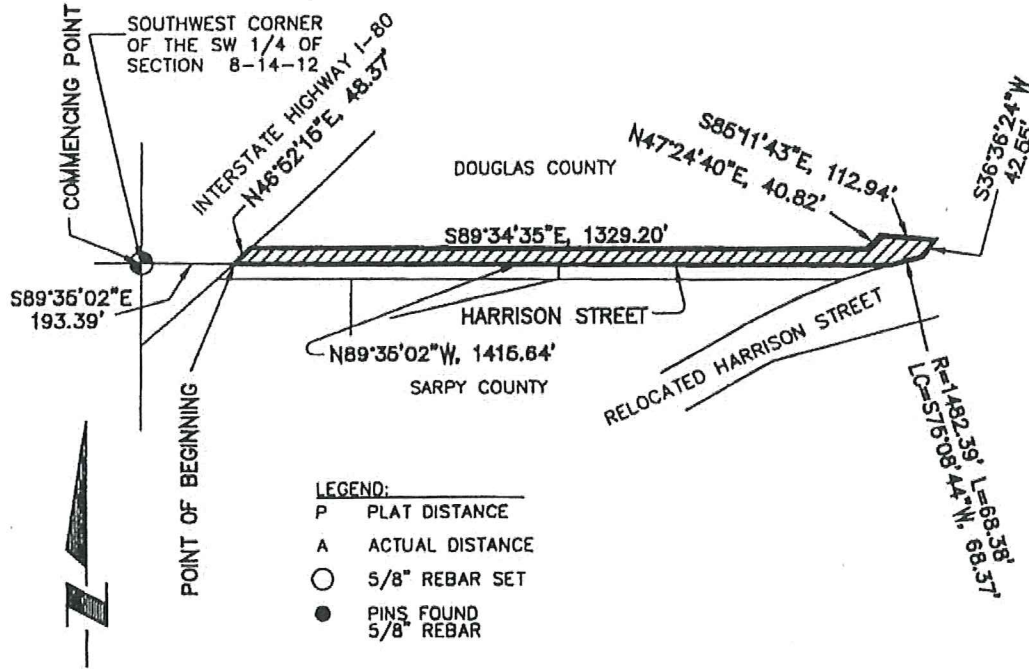 COMMENCING POINT
SOUTHWEST CORNER
OF THE SW 1/4 OF
SECTION 8-14-12
INTERSTATE HIGHWAY I-80
N46°52'15"E, 48.37'
DOUGLAS COUNTY
S85°11'43"E, 112.94'
N47°24'40"E, 40.82'
S36°36'24"W
42.55'
S89°34'35"E, 1329.20'
S89°35'02"E
193.39'
HARRISON STREET
N89°35'02"W, 1415.64'
SARPY COUNTY
RELOCATED HARRISON STREET
R=1482.39' L=68.38'
LC=S75°08'44"W, 68.37'
POINT OF BEGINNING
LEGEND:
P PLAT DISTANCE
A ACTUAL DISTANCE
5/8" REBAR SET
PINS FOUND
5/8" REBAR